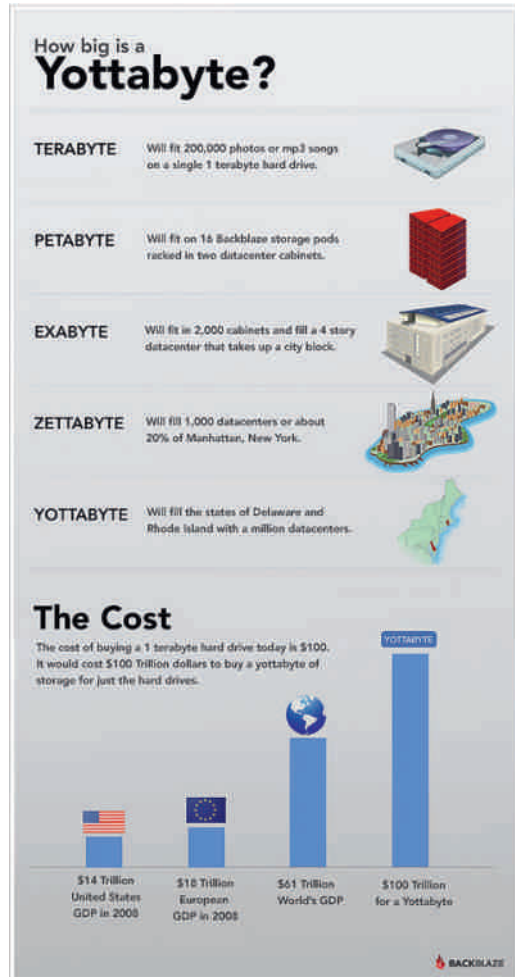 How big is a
Yottabyte?
TERABYTE
Will fit 200,000 photos or mp3 songs
on a single 1 terabyte hard drive.
PETABYTE
Will fit on 16 Backblaze storage pods
racked in two datacenter cabinets.
EXABYTE
Will fit in 2,000 cabinets and fill a 4 story
datacenter that takes up a city block.
ZETTABYTE
Will fill 1,000 datacenters or about
20% of Manhattan, New York.
YOTTABYTE
Will fill the states of Delaware and
Rhode Island with a million datacenters.
The Cost
The cost of buying a 1 terabyte hard drive today is $100.
It would cost $100 Trillion dollars to buy a yottabyte of
storage for just the hard drives.
YOTTABYTE
$14 Trillion
United States
GDP in 2008
$18 Trillion
European
GDP in 2008
$61 Trillion
World's GDP
$100 Trillion
for a Yottabyte
BACKBLAZE